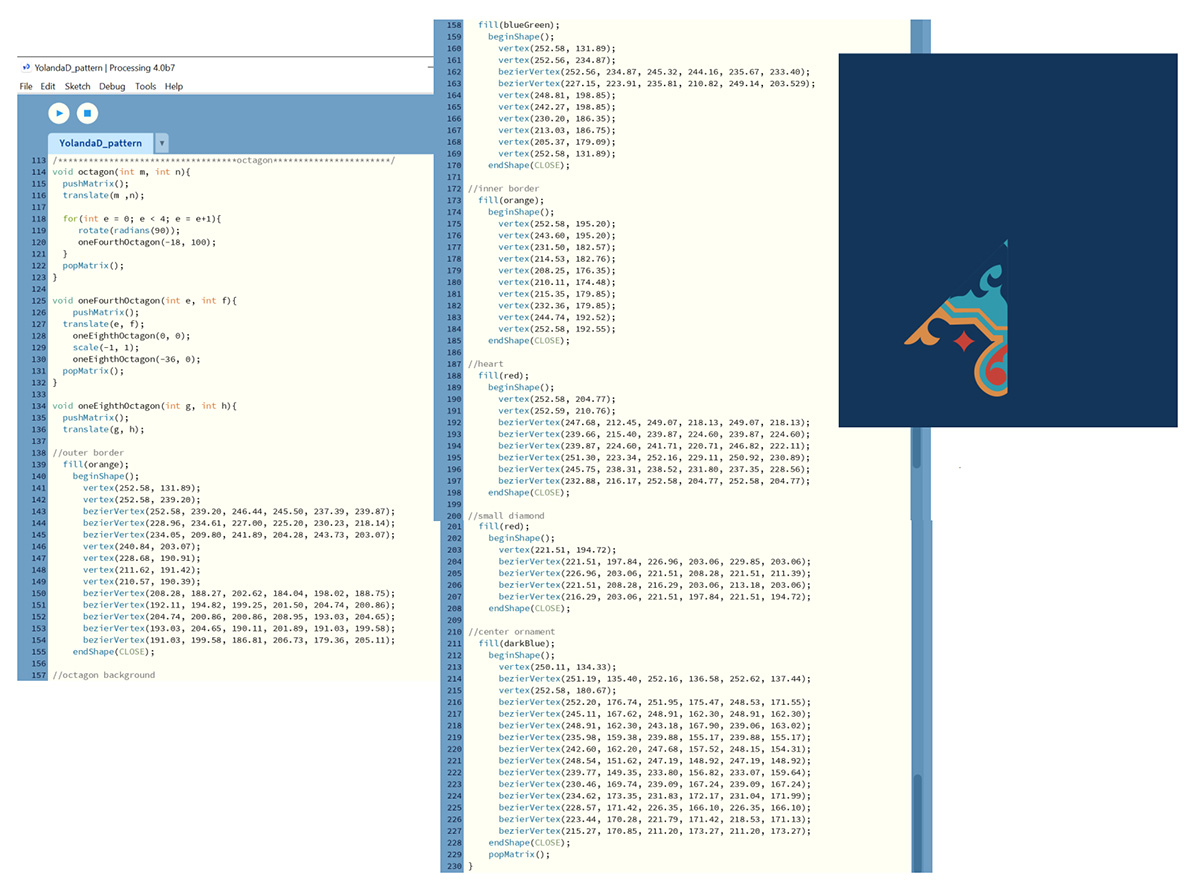 YolandaD_pattern | Processing 4.0b7
File Edit Sketch Debug Tools Help
YolandaD_pattern ▼
113 /***********************************octagon***********************/
114 void octagon(int m, int n){
115 pushMatrix();
116 translate(m ,n);
117
118 for(int e = 0; e < 4; e = e+1){
119 rotate(radians(90));
120 oneFourthOctagon(-18, 100);
121 }
122 popMatrix();
123 }
124
125 void oneFourthOctagon(int e, int f){
126 pushMatrix();
127 translate(e, f);
128 oneEighthOctagon(0, 0);
129 scale(-1, 1);
130 oneEighthOctagon(-36, 0);
131 popMatrix();
132 }
133
134 void oneEighthOctagon(int g, int h){
135 pushMatrix();
136 translate(g, h);
137
138 //outer border
139 fill(orange);
140 beginShape();
141 vertex(252.58, 131.89);
142 vertex(252.58, 239.20);
143 bezierVertex(252.58, 239.20, 246.44, 245.50, 237.39, 239.87);
144 bezierVertex(228.96, 234.61, 227.00, 225.20, 230.23, 218.14);
145 bezierVertex(234.05, 209.80, 241.89, 204.28, 243.73, 203.07);
146 vertex(240.84, 203.07);
147 vertex(228.68, 190.91);
148 vertex(211.62, 191.42);
149 vertex(210.57, 190.39);
150 bezierVertex(208.28, 188.27, 202.62, 184.04, 198.02, 188.75);
151 bezierVertex(192.11, 194.82, 199.25, 201.50, 204.74, 200.86);
152 bezierVertex(204.74, 200.86, 200.86, 208.95, 193.03, 204.65);
153 bezierVertex(193.03, 204.65, 190.11, 201.89, 191.03, 199.58);
154 bezierVertex(191.03, 199.58, 186.81, 206.73, 179.36, 205.11);
155 endShape(CLOSE);
156
157 //octagon background
158 fill(blueGreen);
159 beginShape();
160 vertex(252.58, 131.89);
161 vertex(252.56, 234.87);
162 bezierVertex(252.56, 234.87, 245.32, 244.16, 235.67, 233.40);
163 bezierVertex(227.15, 223.91, 235.81, 210.82, 249.14, 203.529);
164 vertex(248.81, 198.85);
165 vertex(242.27, 198.85);
166 vertex(230.20, 186.35);
167 vertex(213.03, 186.75);
168 vertex(205.37, 179.09);
169 vertex(252.58, 131.89);
170 endShape(CLOSE);
171
172 //inner border
173 fill(orange);
174 beginShape();
175 vertex(252.58, 195.20);
176 vertex(243.60, 195.20);
177 vertex(231.50, 182.57);
178 vertex(214.53, 182.76);
179 vertex(208.25, 176.35);
180 vertex(210.11, 174.48);
181 vertex(215.35, 179.85);
182 vertex(232.36, 179.85);
183 vertex(244.74, 192.52);
184 vertex(252.58, 192.55);
185 endShape(CLOSE);
186
187 //heart
188 fill(red);
189 beginShape();
190 vertex(252.58, 204.77);
191 vertex(252.59, 210.76);
192 bezierVertex(247.68, 212.45, 249.07, 218.13, 249.07, 218.13);
193 bezierVertex(239.66, 215.40, 239.87, 224.60, 239.87, 224.60);
194 bezierVertex(239.87, 224.60, 241.71, 220.71, 246.82, 222.11);
195 bezierVertex(251.30, 223.34, 252.16, 229.11, 250.92, 230.89);
196 bezierVertex(245.75, 238.31, 238.52, 231.80, 237.35, 228.56);
197 bezierVertex(232.88, 216.17, 252.58, 204.77, 252.58, 204.77);
198 endShape(CLOSE);
199
200 //small diamond
201 fill(red);
202 beginShape();
203 vertex(221.51, 194.72);
204 bezierVertex(221.51, 197.84, 226.96, 203.06, 229.85, 203.06);
205 bezierVertex(226.96, 203.06, 221.51, 208.28, 221.51, 211.39);
206 bezierVertex(221.51, 208.28, 216.29, 203.06, 213.18, 203.06);
207 bezierVertex(216.29, 203.06, 221.51, 197.84, 221.51, 194.72);
208 endShape(CLOSE);
209
210 //center ornament
211 fill(darkBlue);
212 beginShape();
213 vertex(250.11, 134.33);
214 bezierVertex(251.19, 135.40, 252.16, 136.58, 252.62, 137.44);
215 vertex(252.58, 180.67);
216 bezierVertex(252.20, 176.74, 251.95, 175.47, 248.53, 171.55);
217 bezierVertex(245.11, 167.62, 248.91, 162.30, 248.91, 162.30);
218 bezierVertex(248.91, 162.30, 243.18, 167.90, 239.06, 163.02);
219 bezierVertex(235.98, 159.38, 239.88, 155.17, 239.88, 155.17);
220 bezierVertex(242.60, 162.20, 247.68, 157.52, 248.15, 154.31);
221 bezierVertex(248.54, 151.62, 247.19, 148.92, 247.19, 148.92);
222 bezierVertex(239.77, 149.35, 233.80, 156.82, 233.07, 159.64);
223 bezierVertex(230.46, 169.74, 239.09, 167.24, 239.09, 167.24);
224 bezierVertex(234.62, 173.35, 231.83, 172.17, 231.04, 171.99);
225 bezierVertex(228.57, 171.42, 226.35, 166.10, 226.35, 166.10);
226 bezierVertex(223.44, 170.28, 221.79, 171.42, 218.53, 171.13);
227 bezierVertex(215.27, 170.85, 211.20, 173.27, 211.20, 173.27);
228 endShape(CLOSE);
229 popMatrix();
230 }